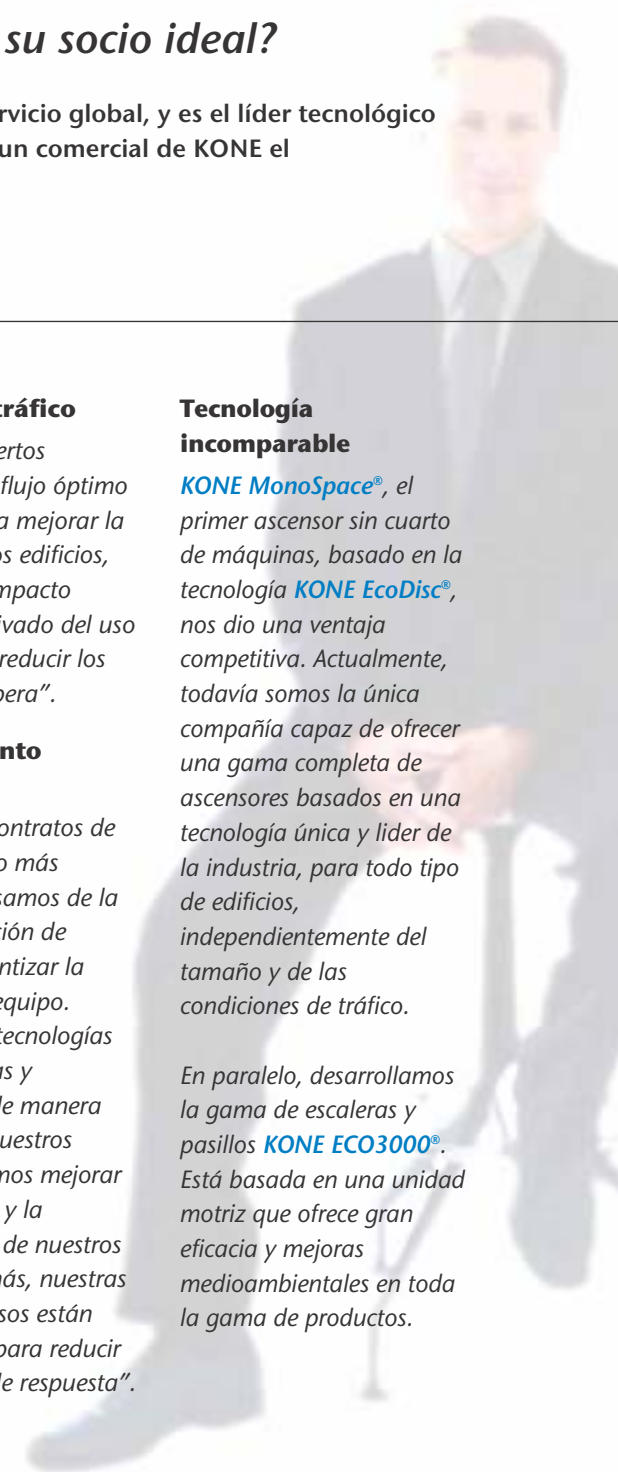 su socio ideal?
rvicio global, y es el líder tecnológico
un comercial de KONE el
ráfico
ertos
flujo óptimo
a mejorar la
os edificios,
mpacto
ivado del uso
reducir los
pera”.
nto
ontratos de
o más
samos de la
ción de
ntizar la
equipo.
tecnologías
as y
de manera
uestros
mos mejorar
y la
de nuestros
nás, nuestras
sos están
para reducir
de respuesta”.
Tecnología
incomparable
KONE MonoSpace®, el
primer ascensor sin cuarto
de máquinas, basado en la
tecnología KONE EcoDisc®,
nos dio una ventaja
competitiva. Actualmente,
todavía somos la única
compañía capaz de ofrecer
una gama completa de
ascensores basados en una
tecnología única y lider de
la industria, para todo tipo
de edificios,
independientemente del
tamaño y de las
condiciones de tráfico.
En paralelo, desarrollamos
la gama de escaleras y
pasillos KONE ECO3000®.
Está basada en una unidad
motriz que ofrece gran
eficacia y mejoras
medioambientales en toda
la gama de productos.